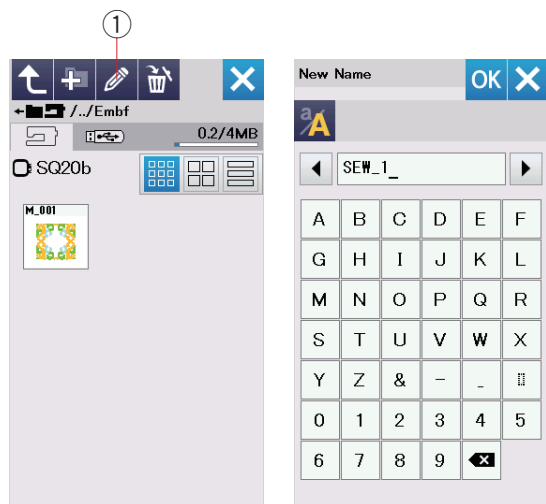 1
←/../Embf
0.2/4MB
SQ20b
M_001
New Name
OK
a/A
SEW_1_
A B C D E F
G H I J K L
M N O P Q R
S T U V W X
Y Z & - _
0 1 2 3 4 5
6 7 8 9